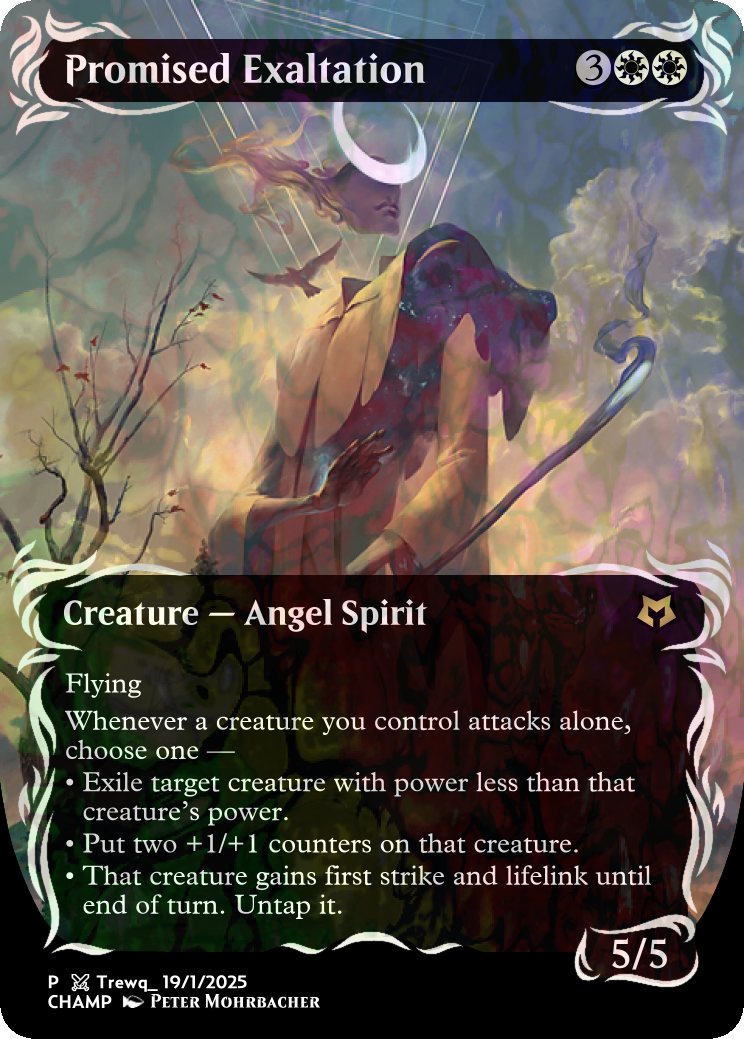 Promised Exaltation 3
Creature — Angel Spirit
Flying
Whenever a creature you control attacks alone,
choose one —
• Exile target creature with power less than that
creature's power.
• Put two +1/+1 counters on that creature.
• That creature gains first strike and lifelink until
end of turn. Untap it.
5/5
P Trewq_ 19/1/2025
CHAMP Peter Mohrbacher